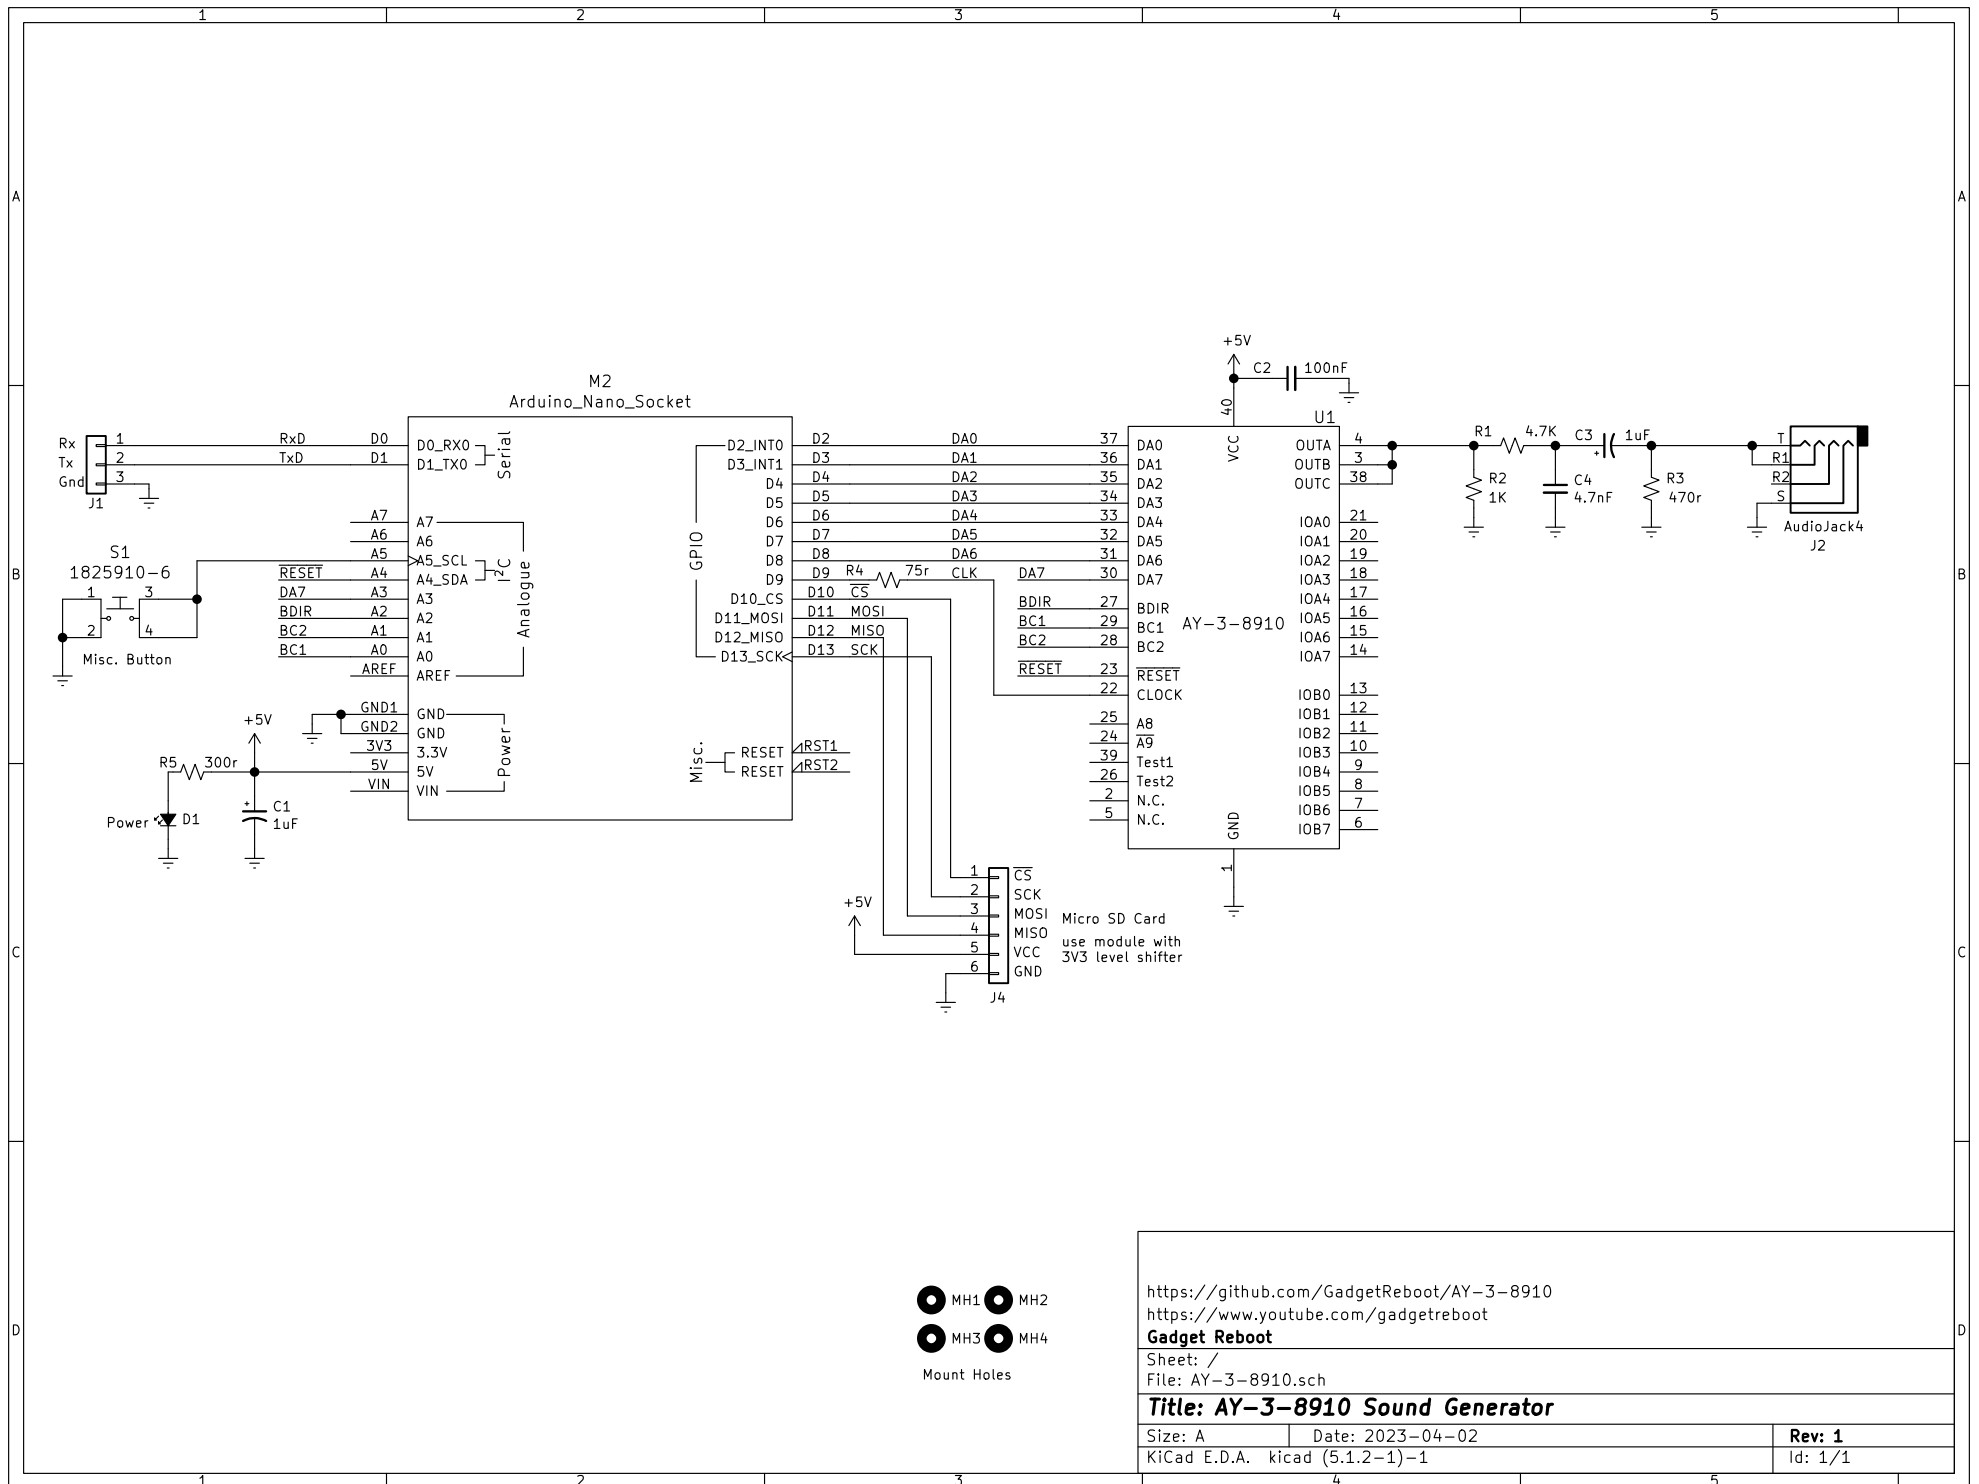 1 2 3 4 5
A A
B B
C C
D D
+5V
C2 100nF
M2
Arduino_Nano_Socket
40
VCC
U1
Rx 1 RxD D0 D0_RX0
Tx 2 TxD D1 D1_TX0
Gnd 3
J1
Serial
A7 A7
A6 A6
A5 A5_SCL
RESET A4 A4_SDA
DA7 A3 A3
BDIR A2 A2
BC2 A1 A1
BC1 A0 A0
AREF AREF
I²C
Analogue
S1
1825910-6
1 3
2 4
Misc. Button
GND1 GND
GND2 GND
3V3 3.3V
5V 5V
VIN VIN
Power
+5V
R5 300r
Power D1
C1
1uF
GPIO
D2_INT0 D2 DA0 37 DA0
D3_INT1 D3 DA1 36 DA1
D4 D4 DA2 35 DA2
D5 D5 DA3 34 DA3
D6 D6 DA4 33 DA4
D7 D7 DA5 32 DA5
D8 D8 DA6 31 DA6
D9 D9 R4 75r CLK
DA7 30 DA7
D10_CS D10 CS
D11_MOSI D11 MOSI
D12_MISO D12 MISO
D13_SCK D13 SCK
Misc.
RESET RST1
RESET RST2
BDIR 27 BDIR
BC1 29 BC1
BC2 28 BC2
RESET 23 RESET
22 CLOCK
25 A8
24 A9
39 Test1
26 Test2
2 N.C.
5 N.C.
AY-3-8910
GND
1
OUTA 4
OUTB 3
OUTC 38
IOA0 21
IOA1 20
IOA2 19
IOA3 18
IOA4 17
IOA5 16
IOA6 15
IOA7 14
IOB0 13
IOB1 12
IOB2 11
IOB3 10
IOB4 9
IOB5 8
IOB6 7
IOB7 6
R1 4.7K
C3 1uF
+
R2
1K
C4
4.7nF
R3
470r
T
R1
R2
S
AudioJack4
J2
+5V
1 CS
2 SCK
3 MOSI
4 MISO
5 VCC
6 GND
J4
Micro SD Card
use module with
3V3 level shifter
MH1 MH2
MH3 MH4
Mount Holes
https://github.com/GadgetReboot/AY-3-8910
https://www.youtube.com/gadgetreboot
Gadget Reboot
Sheet: /
File: AY-3-8910.sch
Title: AY-3-8910 Sound Generator
Size: A Date: 2023-04-02 Rev: 1
KiCad E.D.A. kicad (5.1.2-1)-1 Id: 1/1
1 2 3 4 5